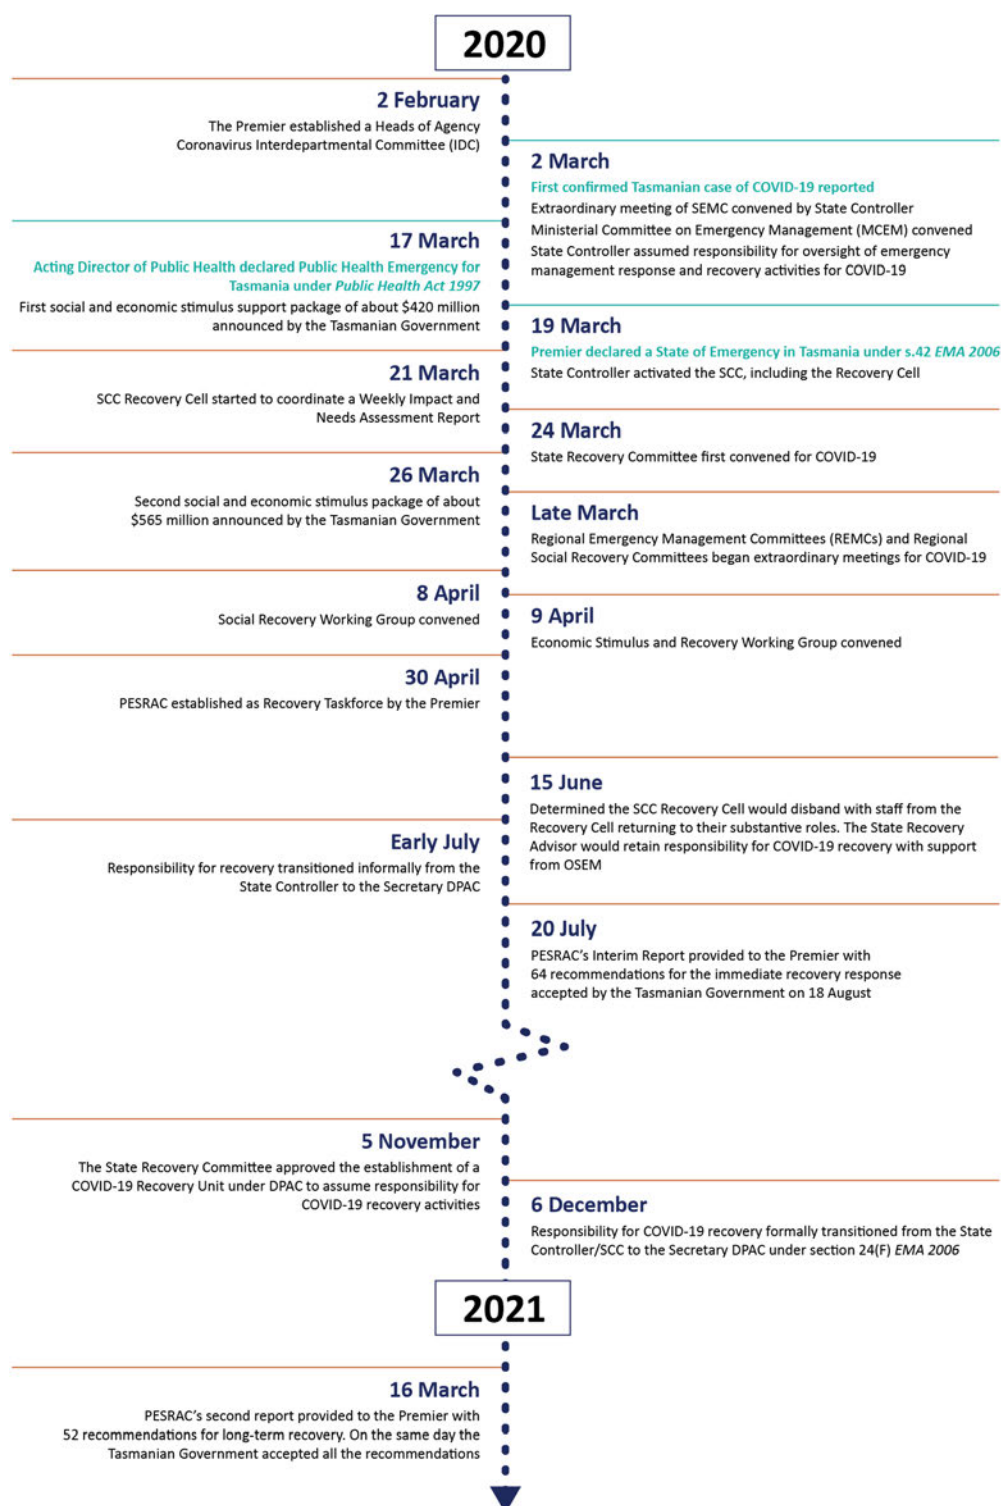 2020
2 February
The Premier established a Heads of Agency
Coronavirus Interdepartmental Committee (IDC)
2 March
First confirmed Tasmanian case of COVID-19 reported
Extraordinary meeting of SEMC convened by State Controller
Ministerial Committee on Emergency Management (MCEM) convened
State Controller assumed responsibility for oversight of emergency
management response and recovery activities for COVID-19
17 March
Acting Director of Public Health declared Public Health Emergency for
Tasmania under Public Health Act 1997
First social and economic stimulus support package of about $420 million
announced by the Tasmanian Government
19 March
Premier declared a State of Emergency in Tasmania under s.42 EMA 2006
State Controller activated the SCC, including the Recovery Cell
21 March
SCC Recovery Cell started to coordinate a Weekly Impact and
Needs Assessment Report
24 March
State Recovery Committee first convened for COVID-19
26 March
Second social and economic stimulus package of about
$565 million announced by the Tasmanian Government
Late March
Regional Emergency Management Committees (REMCs) and Regional
Social Recovery Committees began extraordinary meetings for COVID-19
8 April
Social Recovery Working Group convened
9 April
Economic Stimulus and Recovery Working Group convened
30 April
PESRAC established as Recovery Taskforce by the Premier
15 June
Determined the SCC Recovery Cell would disband with staff from the
Recovery Cell returning to their substantive roles. The State Recovery
Advisor would retain responsibility for COVID-19 recovery with support
from OSEM
Early July
Responsibility for recovery transitioned informally from the
State Controller to the Secretary DPAC
20 July
PESRAC's Interim Report provided to the Premier with
64 recommendations for the immediate recovery response
accepted by the Tasmanian Government on 18 August
5 November
The State Recovery Committee approved the establishment of a
COVID-19 Recovery Unit under DPAC to assume responsibility for
COVID-19 recovery activities
6 December
Responsibility for COVID-19 recovery formally transitioned from the State
Controller/SCC to the Secretary DPAC under section 24(F) EMA 2006
2021
16 March
PESRAC's second report provided to the Premier with
52 recommendations for long-term recovery. On the same day the
Tasmanian Government accepted all the recommendations